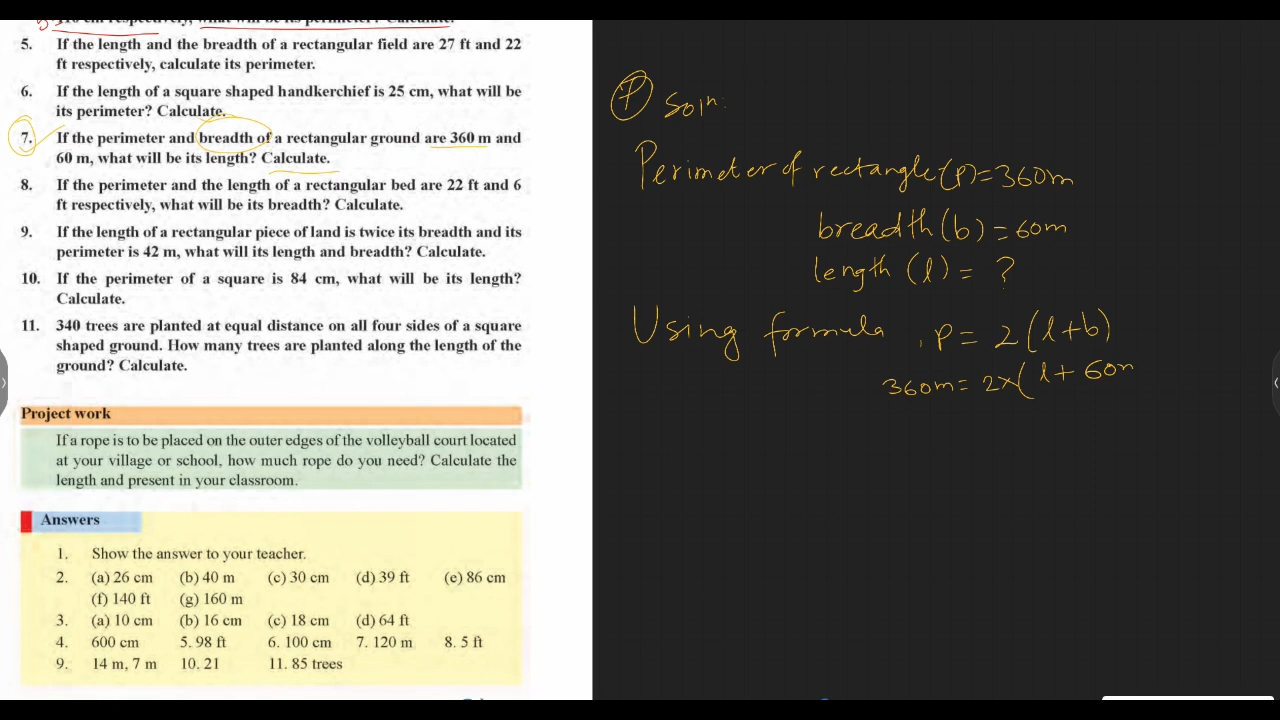 110 cm respectively, what will be its perimeter? Calculate.
5. If the length and the breadth of a rectangular field are 27 ft and 22
ft respectively, calculate its perimeter.
6. If the length of a square shaped handkerchief is 25 cm, what will be
its perimeter? Calculate.
7. If the perimeter and breadth of a rectangular ground are 360 m and
60 m, what will be its length? Calculate.
8. If the perimeter and the length of a rectangular bed are 22 ft and 6
ft respectively, what will be its breadth? Calculate.
9. If the length of a rectangular piece of land is twice its breadth and its
perimeter is 42 m, what will its length and breadth? Calculate.
10. If the perimeter of a square is 84 cm, what will be its length?
Calculate.
11. 340 trees are planted at equal distance on all four sides of a square
shaped ground. How many trees are planted along the length of the
ground? Calculate.
Project work
If a rope is to be placed on the outer edges of the volleyball court located
at your village or school, how much rope do you need? Calculate the
length and present in your classroom.
Answers
1. Show the answer to your teacher.
2. (a) 26 cm (b) 40 m (c) 30 cm (d) 39 ft (e) 86 cm
(f) 140 ft (g) 160 m
3. (a) 10 cm (b) 16 cm (c) 18 cm (d) 64 ft
4. 600 cm 5. 98 ft 6. 100 cm 7. 120 m 8. 5 ft
9. 14 m, 7 m 10. 21 11. 85 trees
7 Soln:
Perimeter of rectangle (p) = 360m
breadth (b) = 60m
length (l) = ?
Using formula, p = 2 (l+b)
360m = 2×( l + 60m